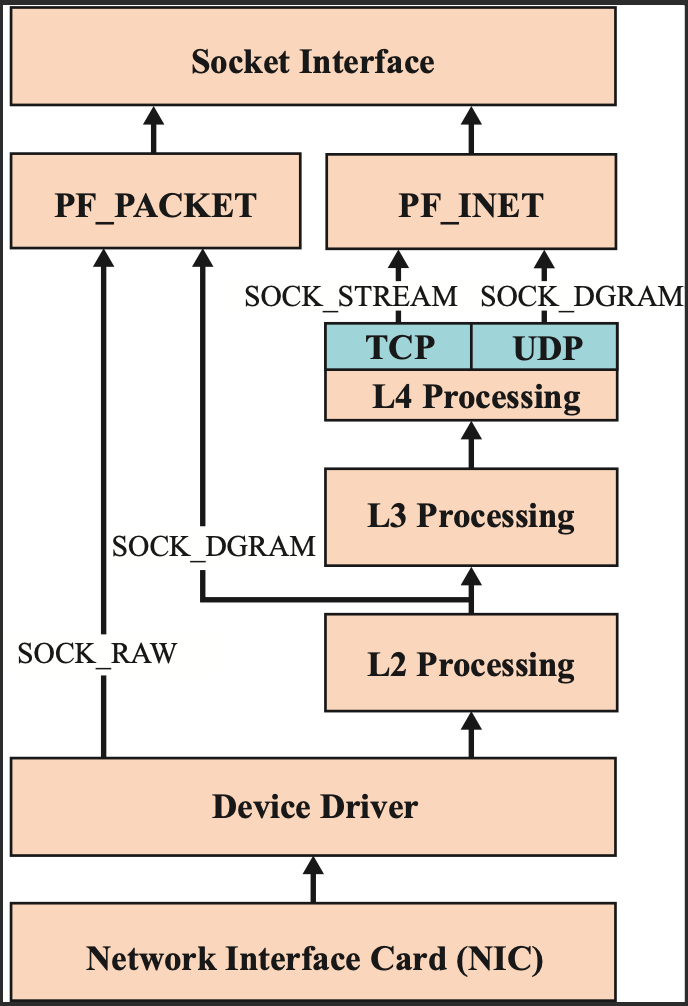 Socket Interface
PF_PACKET
PF_INET
SOCK_STREAM
SOCK_DGRAM
TCP
UDP
L4 Processing
L3 Processing
SOCK_DGRAM
SOCK_RAW
L2 Processing
Device Driver
Network Interface Card (NIC)